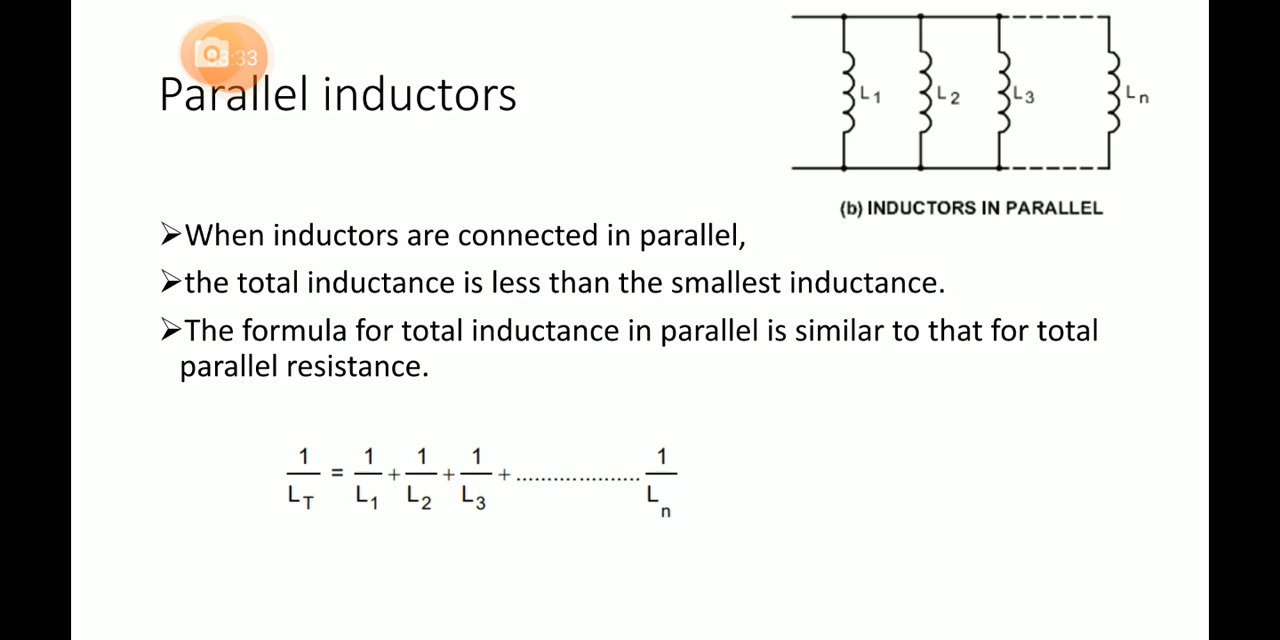 03:33
Parallel inductors
L1
L2
L3
Ln
(b) INDUCTORS IN PARALLEL
➢When inductors are connected in parallel,
➢the total inductance is less than the smallest inductance.
➢The formula for total inductance in parallel is similar to that for total
parallel resistance.
1/LT = 1/L1 + 1/L2 + 1/L3 + .................... 1/Ln